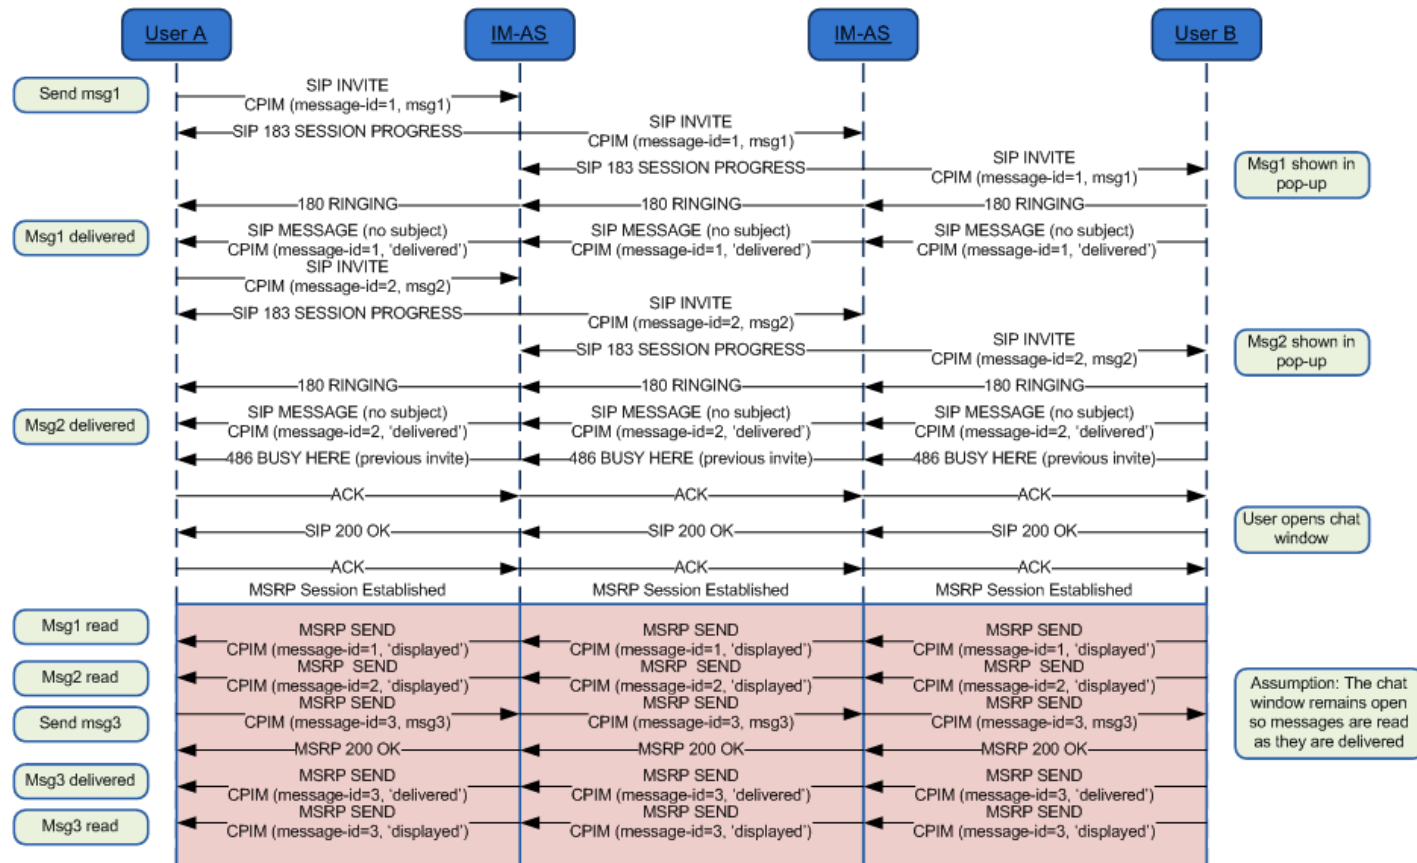 User A
IM-AS
IM-AS
User B
Send msg1
SIP INVITE
CPIM (message-id=1, msg1)
SIP 183 SESSION PROGRESS
SIP INVITE
CPIM (message-id=1, msg1)
SIP 183 SESSION PROGRESS
SIP INVITE
CPIM (message-id=1, msg1)
Msg1 shown in
pop-up
180 RINGING
180 RINGING
180 RINGING
Msg1 delivered
SIP MESSAGE (no subject)
CPIM (message-id=1, ‘delivered’)
SIP MESSAGE (no subject)
CPIM (message-id=1, ‘delivered’)
SIP MESSAGE (no subject)
CPIM (message-id=1, ‘delivered’)
SIP INVITE
CPIM (message-id=2, msg2)
SIP 183 SESSION PROGRESS
SIP INVITE
CPIM (message-id=2, msg2)
SIP 183 SESSION PROGRESS
SIP INVITE
CPIM (message-id=2, msg2)
Msg2 shown in
pop-up
180 RINGING
180 RINGING
180 RINGING
Msg2 delivered
SIP MESSAGE (no subject)
CPIM (message-id=2, ‘delivered’)
SIP MESSAGE (no subject)
CPIM (message-id=2, ‘delivered’)
SIP MESSAGE (no subject)
CPIM (message-id=2, ‘delivered’)
486 BUSY HERE (previous invite)
486 BUSY HERE (previous invite)
486 BUSY HERE (previous invite)
ACK
ACK
ACK
SIP 200 OK
SIP 200 OK
SIP 200 OK
User opens chat
window
ACK
ACK
ACK
MSRP Session Established
MSRP Session Established
MSRP Session Established
Msg1 read
MSRP SEND
CPIM (message-id=1, ‘displayed’)
MSRP SEND
CPIM (message-id=1, ‘displayed’)
MSRP SEND
CPIM (message-id=1, ‘displayed’)
Msg2 read
MSRP SEND
CPIM (message-id=2, ‘displayed’)
MSRP SEND
CPIM (message-id=2, ‘displayed’)
MSRP SEND
CPIM (message-id=2, ‘displayed’)
Send msg3
MSRP SEND
CPIM (message-id=3, msg3)
MSRP SEND
CPIM (message-id=3, msg3)
MSRP SEND
CPIM (message-id=3, msg3)
Assumption: The chat
window remains open
so messages are read
as they are delivered
MSRP 200 OK
MSRP 200 OK
MSRP 200 OK
Msg3 delivered
MSRP SEND
CPIM (message-id=3, ‘delivered’)
MSRP SEND
CPIM (message-id=3, ‘delivered’)
MSRP SEND
CPIM (message-id=3, ‘delivered’)
Msg3 read
MSRP SEND
CPIM (message-id=3, ‘displayed’)
MSRP SEND
CPIM (message-id=3, ‘displayed’)
MSRP SEND
CPIM (message-id=3, ‘displayed’)